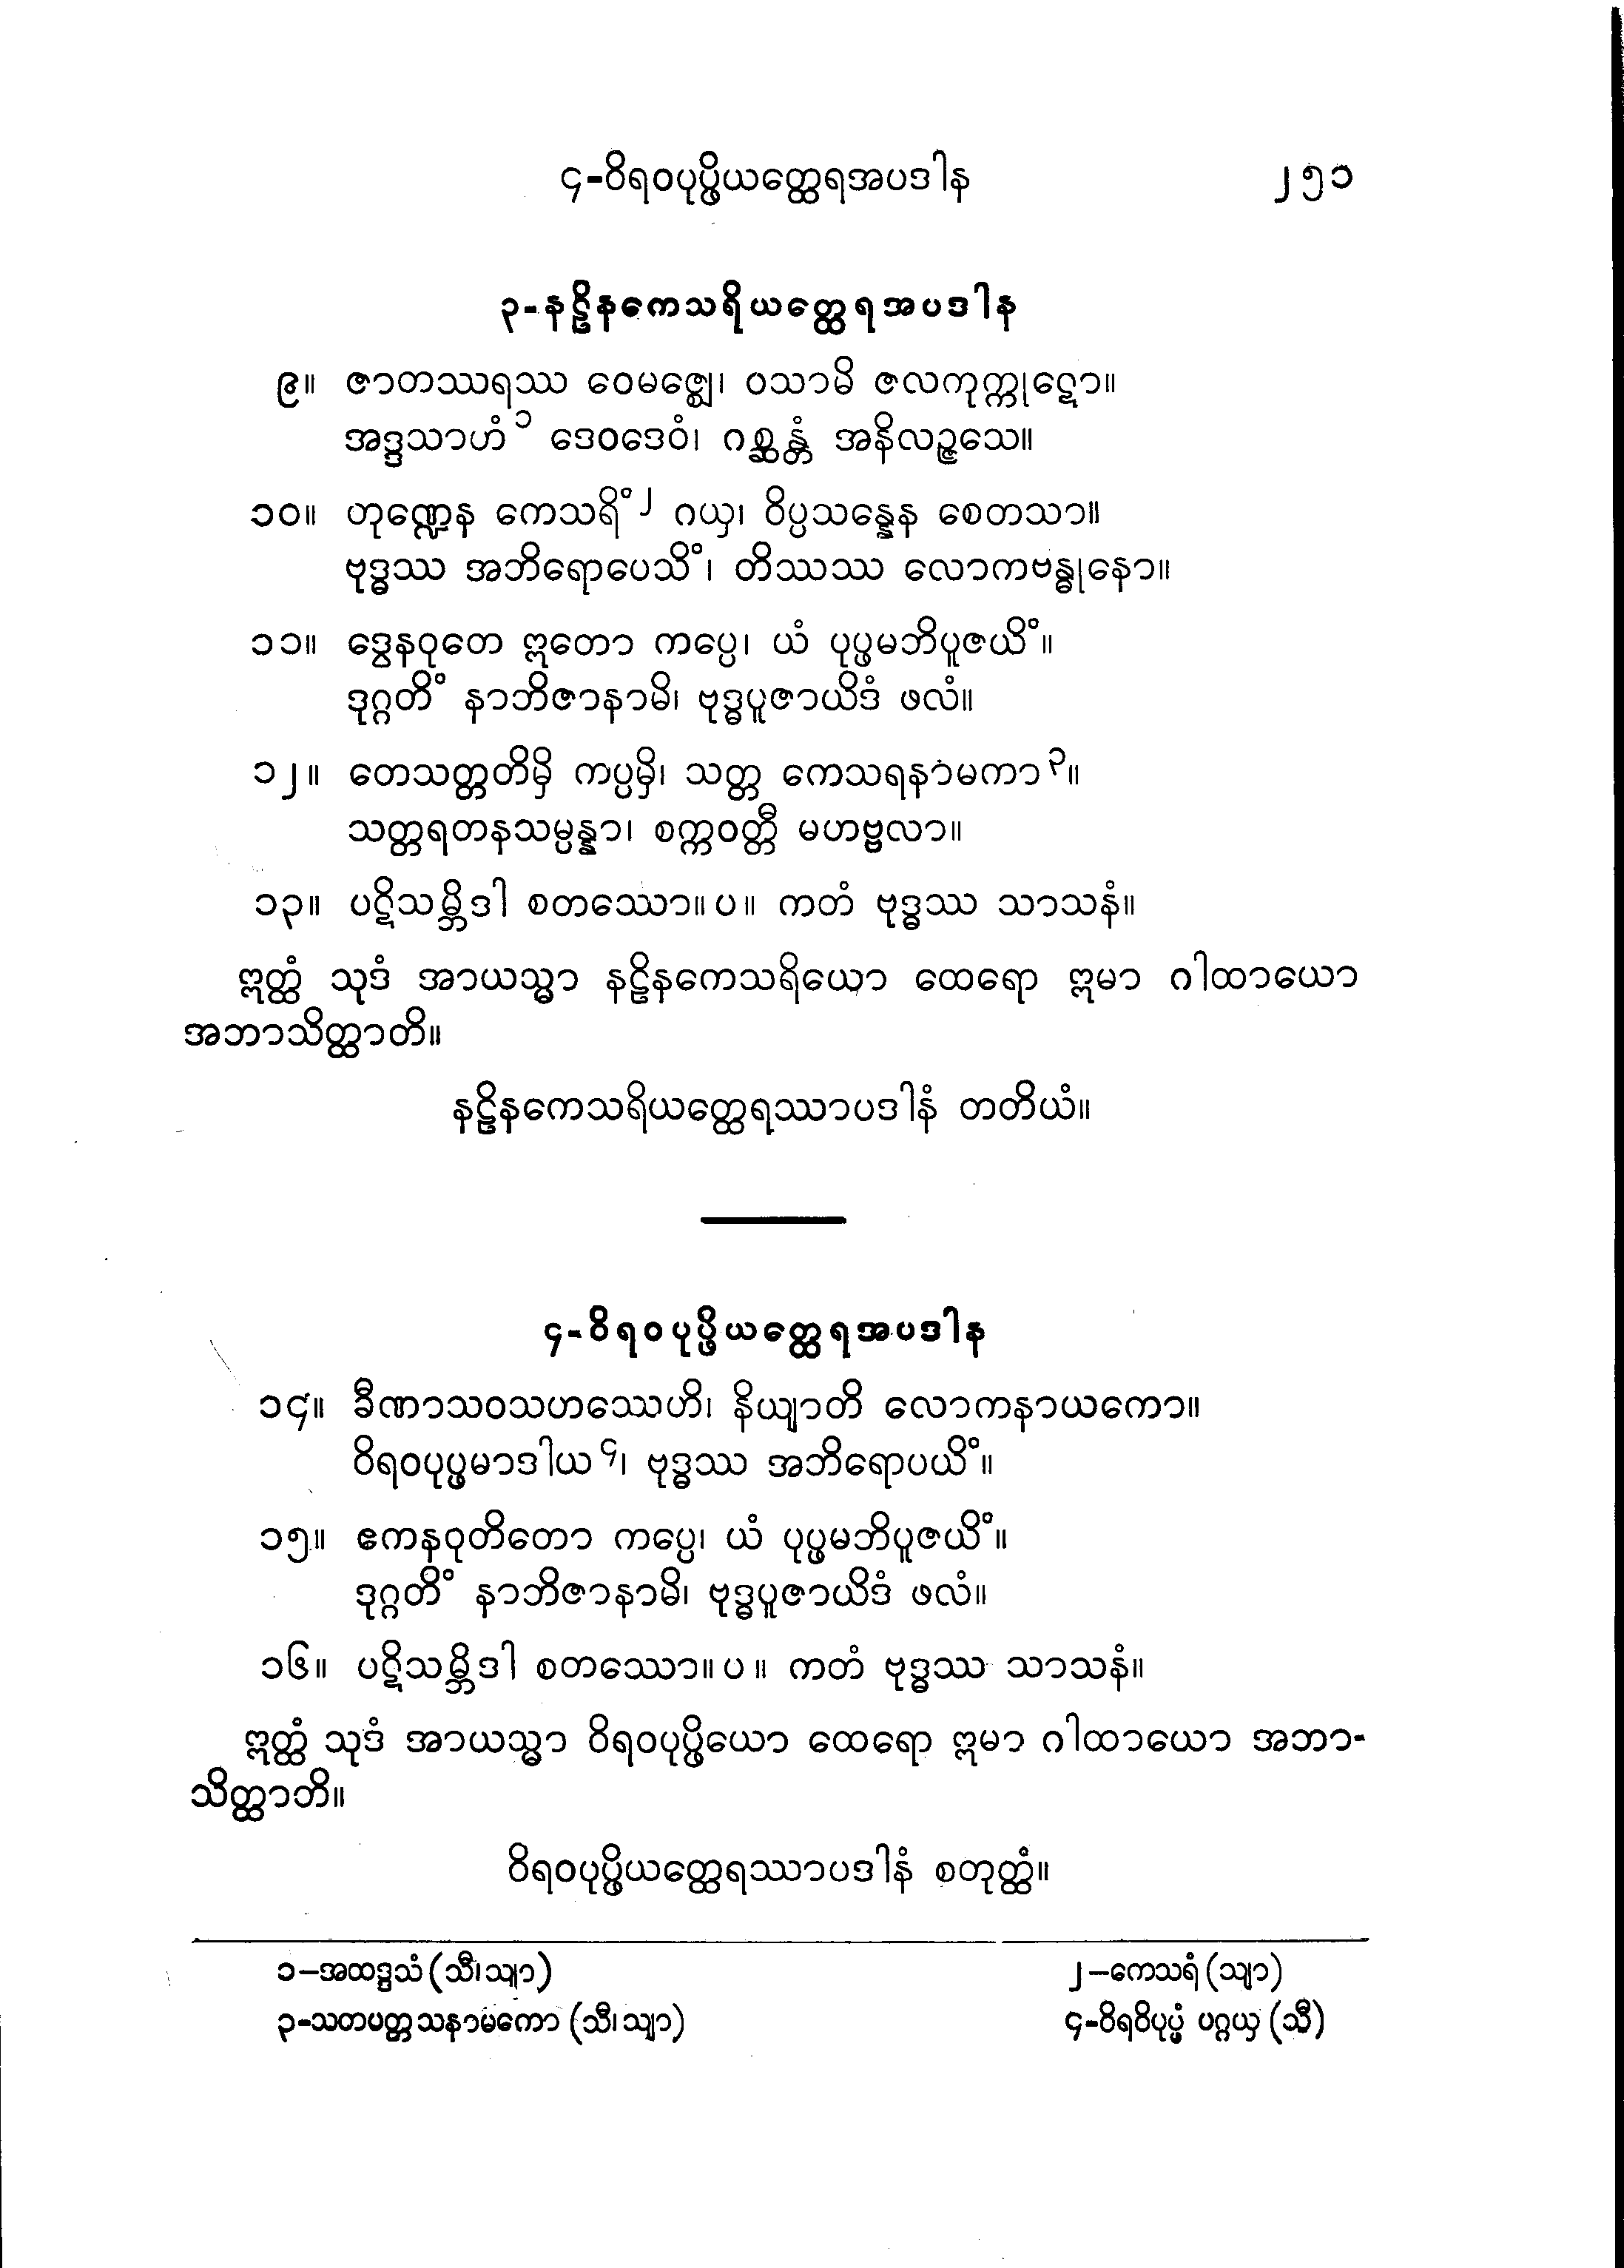 ၄-ဝိရဝပုပ္ဖိယတ္ထေရအပဒါန ၂၅၁
၃-နဠိနကေသရိယတ္ထေရအပဒါန
၉။ ဇာတဿရဿ ဝေမဇ္ဈေ၊ ဝသာမိ ဇလကုက္ကုဋော။
အဒ္ဒသာဟံ၁ ဒေဝဒေဝံ၊ ဂစ္ဆန္တံ အနိလဉ္ဇသေ။
၁၀။ တုဏ္ဍေန ကေသရိံ၂ ဂယှ၊ ဝိပ္ပသန္နေန စေတသာ။
ဗုဒ္ဓဿ အဘိရောပေသိံ၊ တိဿဿ လောကဗန္ဓုနော။
၁၁။ ဒွေနဝုတေ ဣတော ကပ္ပေ၊ ယံ ပုပ္ဖမဘိပူဇယိံ။
ဒုဂ္ဂတိံ နာဘိဇာနာမိ၊ ဗုဒ္ဓပူဇာယိဒံ ဖလံ။
၁၂။ တေသတ္တတိမှိ ကပ္ပမှိ၊ သတ္တ ကေသရနာမကာ၃။
သတ္တရတနသမ္ပန္နာ၊ စက္ကဝတ္တီ မဟဗ္ဗလာ။
၁၃။ ပဋိသမ္ဘိဒါ စတဿော။ပ။ ကတံ ဗုဒ္ဓဿ သာသနံ။
ဣတ္ထံ သုဒံ အာယသ္မာ နဠိနကေသရိယော ထေရော ဣမာ ဂါထာယော
အဘာသိတ္ထာတိ။
နဠိနကေသရိယတ္ထေရဿာပဒါနံ တတိယံ။
၄-ဝိရဝပုပ္ဖိယတ္ထေရအပဒါန
၁၄။ ခီဏာသဝသဟဿေဟိ၊ နိယျာတိ လောကနာယကော။
ဝိရဝပုပ္ဖမာဒါယ၄၊ ဗုဒ္ဓဿ အဘိရောပယိံ။
၁၅။ ဧကနဝုတိတော ကပ္ပေ၊ ယံ ပုပ္ဖမဘိပူဇယိံ။
ဒုဂ္ဂတိံ နာဘိဇာနာမိ၊ ဗုဒ္ဓပူဇာယိဒံ ဖလံ။
၁၆။ ပဋိသမ္ဘိဒါ စတဿော။ပ။ ကတံ ဗုဒ္ဓဿ သာသနံ။
ဣတ္ထံ သုဒံ အာယသ္မာ ဝိရဝပုပ္ဖိယော ထေရော ဣမာ ဂါထာယော အဘာ-
သိတ္ထာတိ။
ဝိရဝပုပ္ဖိယတ္ထေရဿာပဒါနံ စတုတ္ထံ။
၁–အထဒ္ဒသံ (သီ၊သျာ) ၂–ကေသရံ (သျာ)
၃-သတပတ္တသနာမကော (သီ၊သျာ) ၄-ဝိရဝိပုပ္ဖံ ပဂ္ဂယှ (သီ)